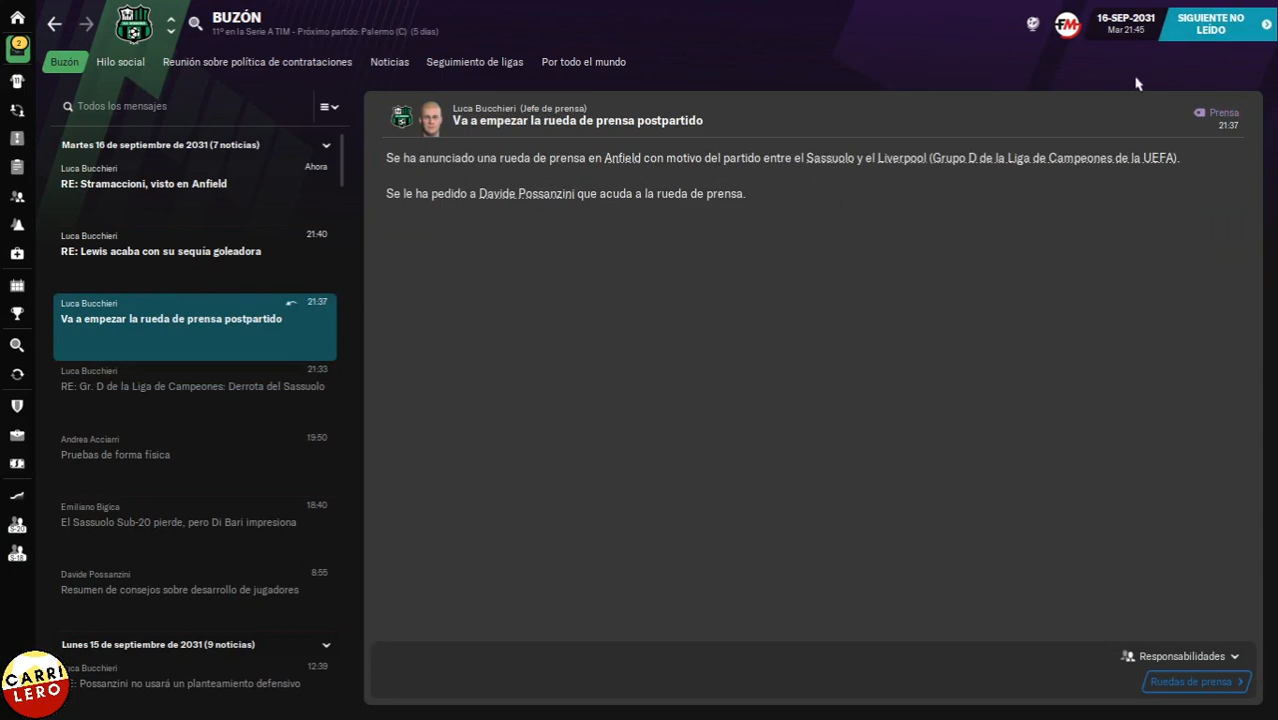 BUZÓN
11º en la Serie A TIM - Próximo partido: Palermo (C) (5 días)
FM
16-SEP-2031
Mar 21:45
SIGUIENTE NO LEÍDO
2
Buzón
Hilo social
Reunión sobre política de contrataciones
Noticias
Seguimiento de ligas
Por todo el mundo
Todos los mensajes
Martes 16 de septiembre de 2031 (7 noticias)
Luca Bucchieri
Ahora
RE: Stramaccioni, visto en Anfield
Luca Bucchieri
21:40
RE: Lewis acaba con su sequía goleadora
Luca Bucchieri
21:37
Va a empezar la rueda de prensa postpartido
Luca Bucchieri
21:33
RE: Gr. D de la Liga de Campeones: Derrota del Sassuolo
Andrea Acciarri
19:50
Pruebas de forma física
Emiliano Bigica
18:40
El Sassuolo Sub-20 pierde, pero Di Bari impresiona
Davide Possanzini
8:55
Resumen de consejos sobre desarrollo de jugadores
Lunes 15 de septiembre de 2031 (9 noticias)
uca Bucchieri
12:39
: Possanzini no usará un planteamiento defensivo
Luca Bucchieri (Jefe de prensa)
Va a empezar la rueda de prensa postpartido
Prensa
21:37
Se ha anunciado una rueda de prensa en Anfield con motivo del partido entre el Sassuolo y el Liverpool (Grupo D de la Liga de Campeones de la UEFA).
Se le ha pedido a Davide Possanzini que acuda a la rueda de prensa.
Responsabilidades
Ruedas de prensa
S-20
S-18
CARRI
LERO